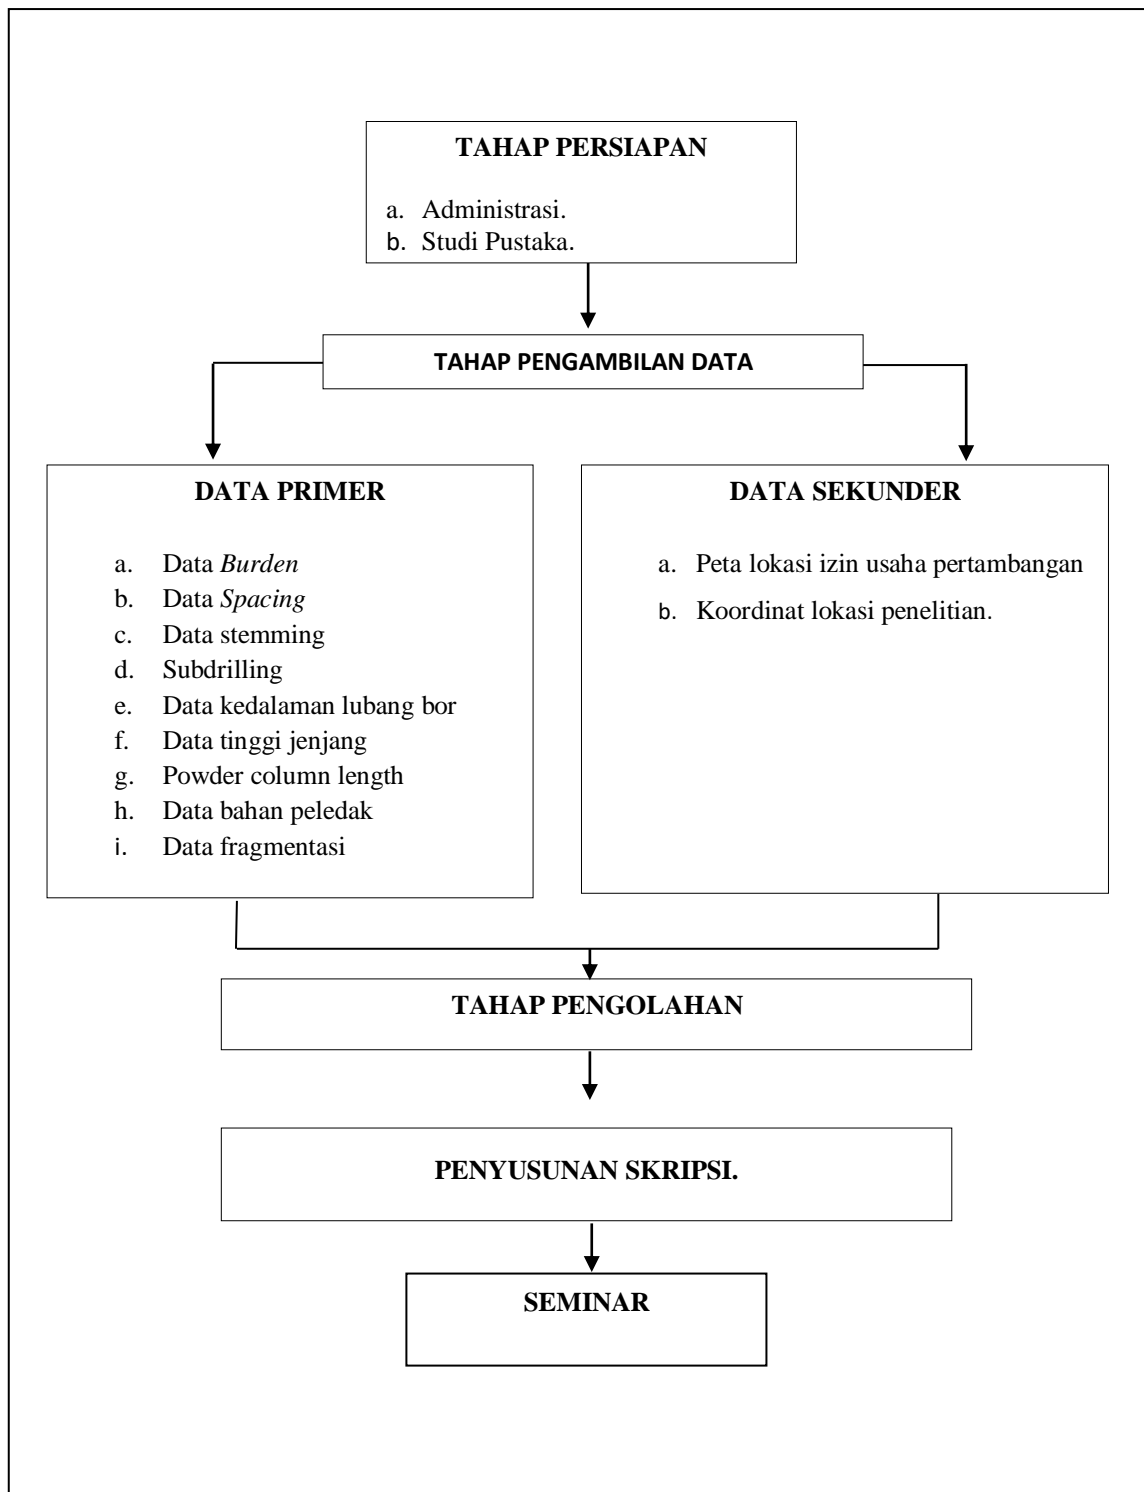 TAHAP PERSIAPAN
a. Administrasi.
b. Studi Pustaka.
TAHAP PENGAMBILAN DATA
DATA PRIMER
a. Data Burden
b. Data Spacing
c. Data stemming
d. Subdrilling
e. Data kedalaman lubang bor
f. Data tinggi jenjang
g. Powder column length
h. Data bahan peledak
i. Data fragmentasi
DATA SEKUNDER
a. Peta lokasi izin usaha pertambangan
b. Koordinat lokasi penelitian.
TAHAP PENGOLAHAN
PENYUSUNAN SKRIPSI.
SEMINAR